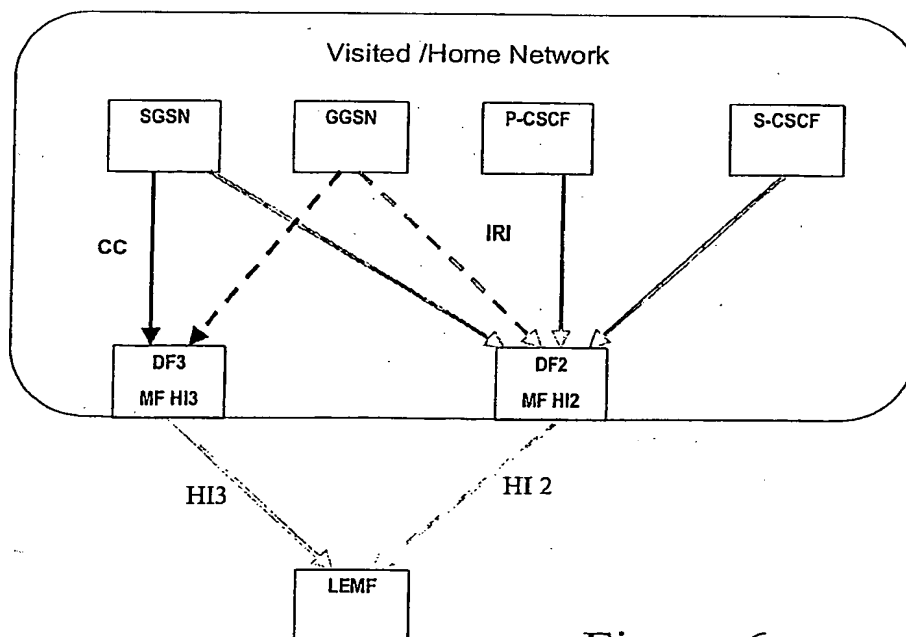 Visited /Home Network
SGSN
GGSN
P-CSCF
S-CSCF
CC
IRI
DF3
MF HI3
DF2
MF HI2
HI3
HI 2
LEMF